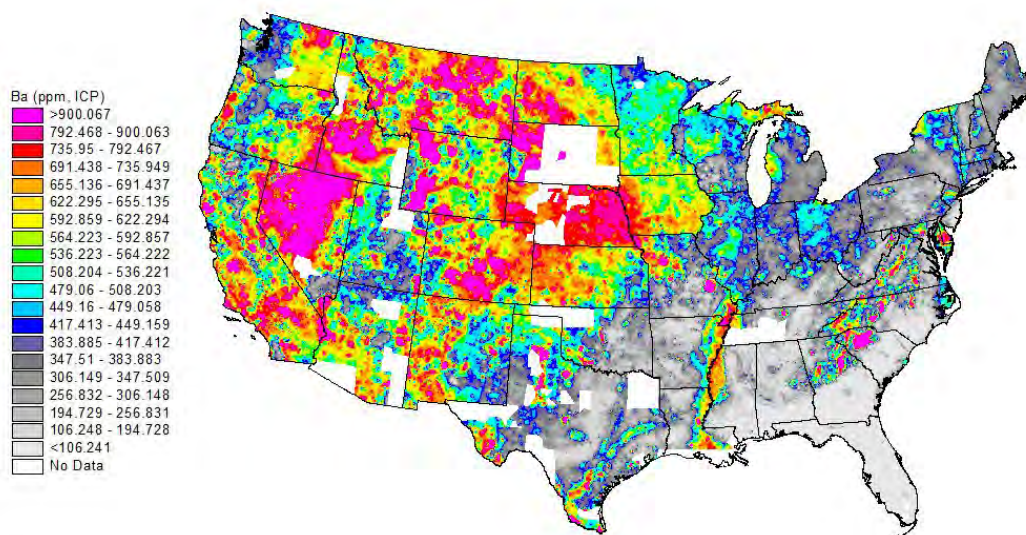 Ba (ppm, ICP)
>900.067
792.468 - 900.063
735.95 - 792.467
691.438 - 735.949
655.136 - 691.437
622.295 - 655.135
592.859 - 622.294
564.223 - 592.857
536.223 - 564.222
508.204 - 536.221
479.06 - 508.203
449.16 - 479.058
417.413 - 449.159
383.885 - 417.412
347.51 - 383.883
306.149 - 347.509
256.832 - 306.148
194.729 - 256.831
106.248 - 194.728
<106.241
No Data